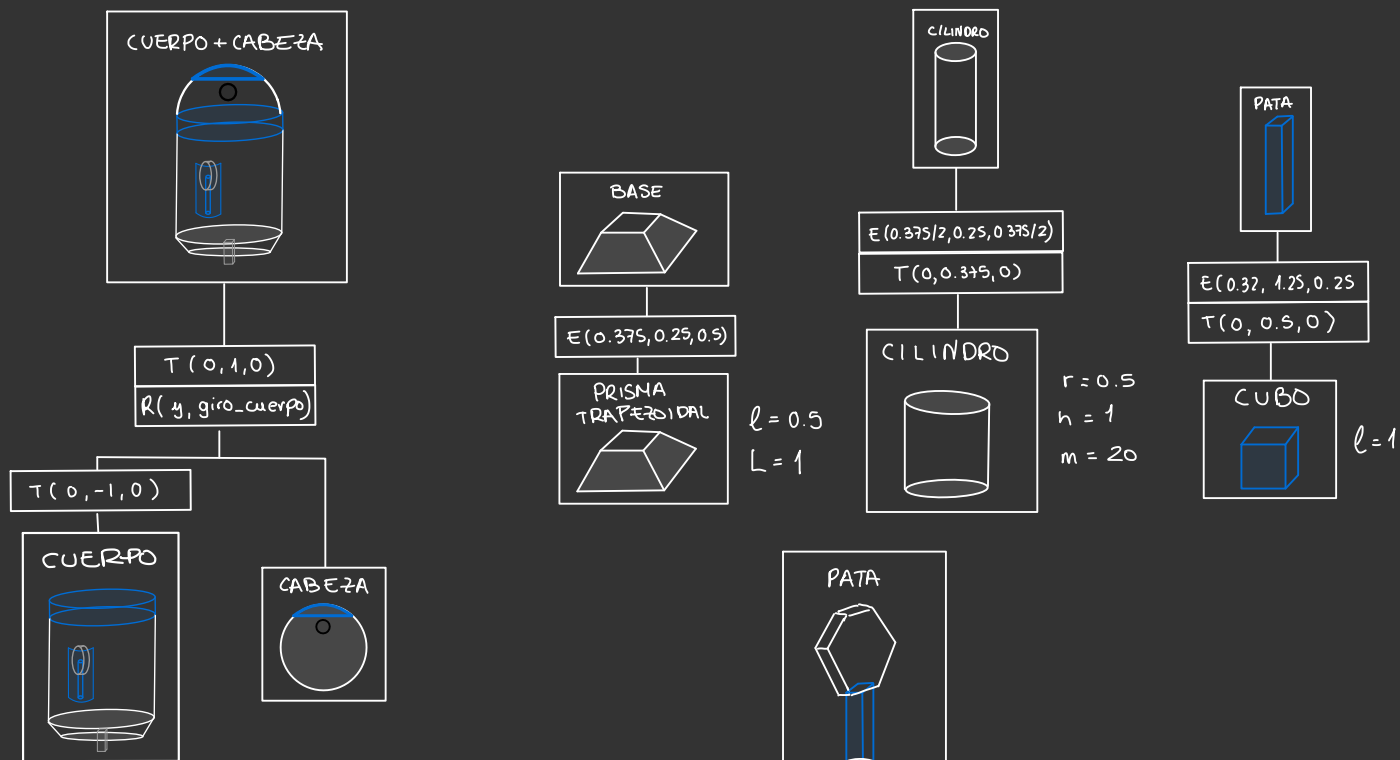 CUERPO + CABEZA
T(0,1,0)
R(y, giro_cuerpo)
T(0,-1,0)
CUERPO
CABEZA
BASE
E(0.375,0.25,0.5)
PRISMA
TRAPEZOIDAL
l = 0.5
L = 1
CILINDRO
E(0.375/2,0.25,0 375/2)
T(0,0.375,0)
CILINDRO
r = 0.5
h = 1
m = 20
PATA
E(0.32, 1.25,0.25
T(0, 0.5,0)
CUBO
l = 1
PATA